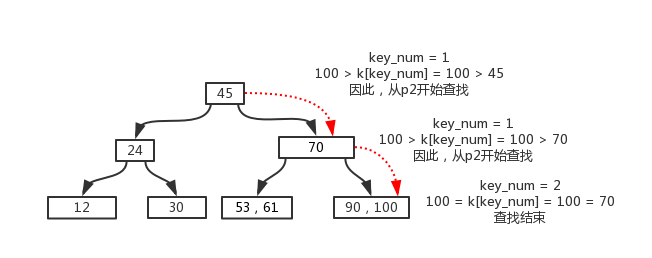 key_num = 1
100 > k[key_num] = 100 > 45
因此，从p2开始查找
45
key_num = 1
100 > k[key_num] = 100 > 70
因此，从p2开始查找
24
70
key_num = 2
100 = k[key_num] = 100 = 70
查找结束
12
30
53 , 61
90 , 100